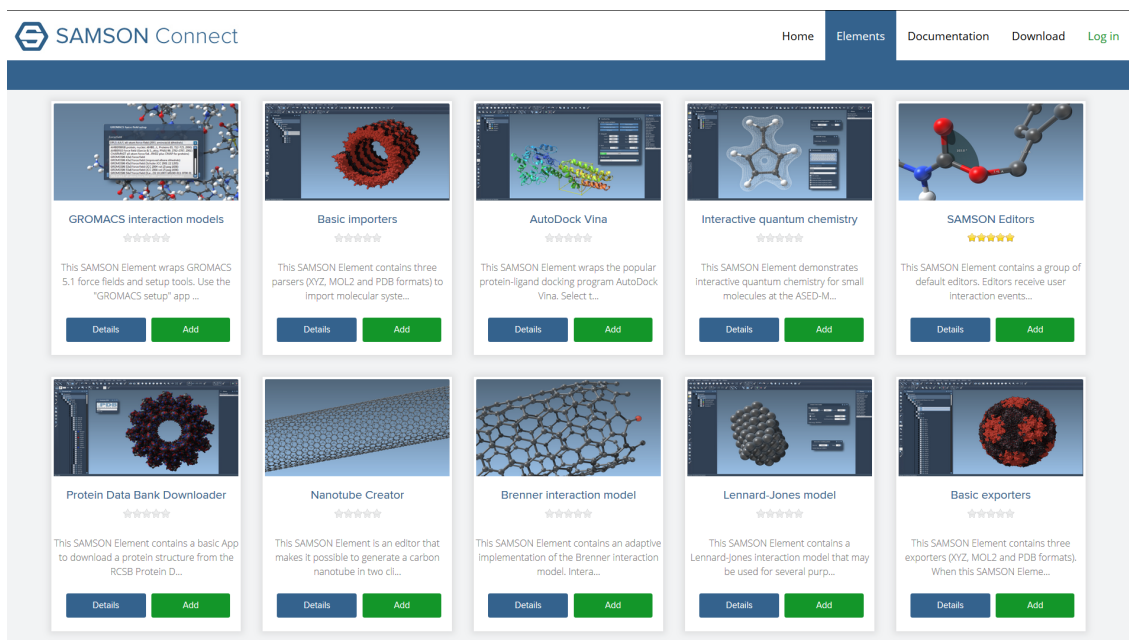 SAMSON Connect
Home Elements Documentation Download Log in
GROMACS interaction models
This SAMSON Element wraps GROMACS
5.1 force fields and setup tools. Use the
"GROMACS setup" app ...
Details Add
Basic importers
This SAMSON Element contains three
parsers (XYZ, MOL2 and PDB formats) to
import molecular syste...
Details Add
AutoDock Vina
This SAMSON Element wraps the popular
protein-ligand docking program AutoDock
Vina. Select t...
Details Add
Interactive quantum chemistry
This SAMSON Element demonstrates
interactive quantum chemistry for small
molecules at the ASED-M...
Details Add
SAMSON Editors
This SAMSON Element contains a group of
default editors. Editors receive user
interaction events...
Details Add
Protein Data Bank Downloader
This SAMSON Element contains a basic App
to download a protein structure from the
RCSB Protein D...
Details Add
Nanotube Creator
This SAMSON Element is an editor that
makes it possible to generate a carbon
nanotube in two cli...
Details Add
Brenner interaction model
This SAMSON Element contains an adaptive
implementation of the Brenner interaction
model. Intera...
Details Add
Lennard-Jones model
This SAMSON Element contains a
Lennard-Jones interaction model that may
be used for several purp...
Details Add
Basic exporters
This SAMSON Element contains three
exporters (XYZ, MOL2 and PDB formats).
When this SAMSON Eleme...
Details Add